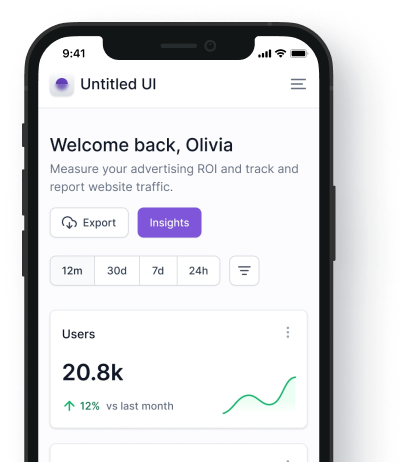 9:41
Untitled UI
Welcome back, Olivia
Measure your advertising ROI and track and
report website traffic.
Export Insights
12m 30d 7d 24h
Users
20.8k
12% vs last month